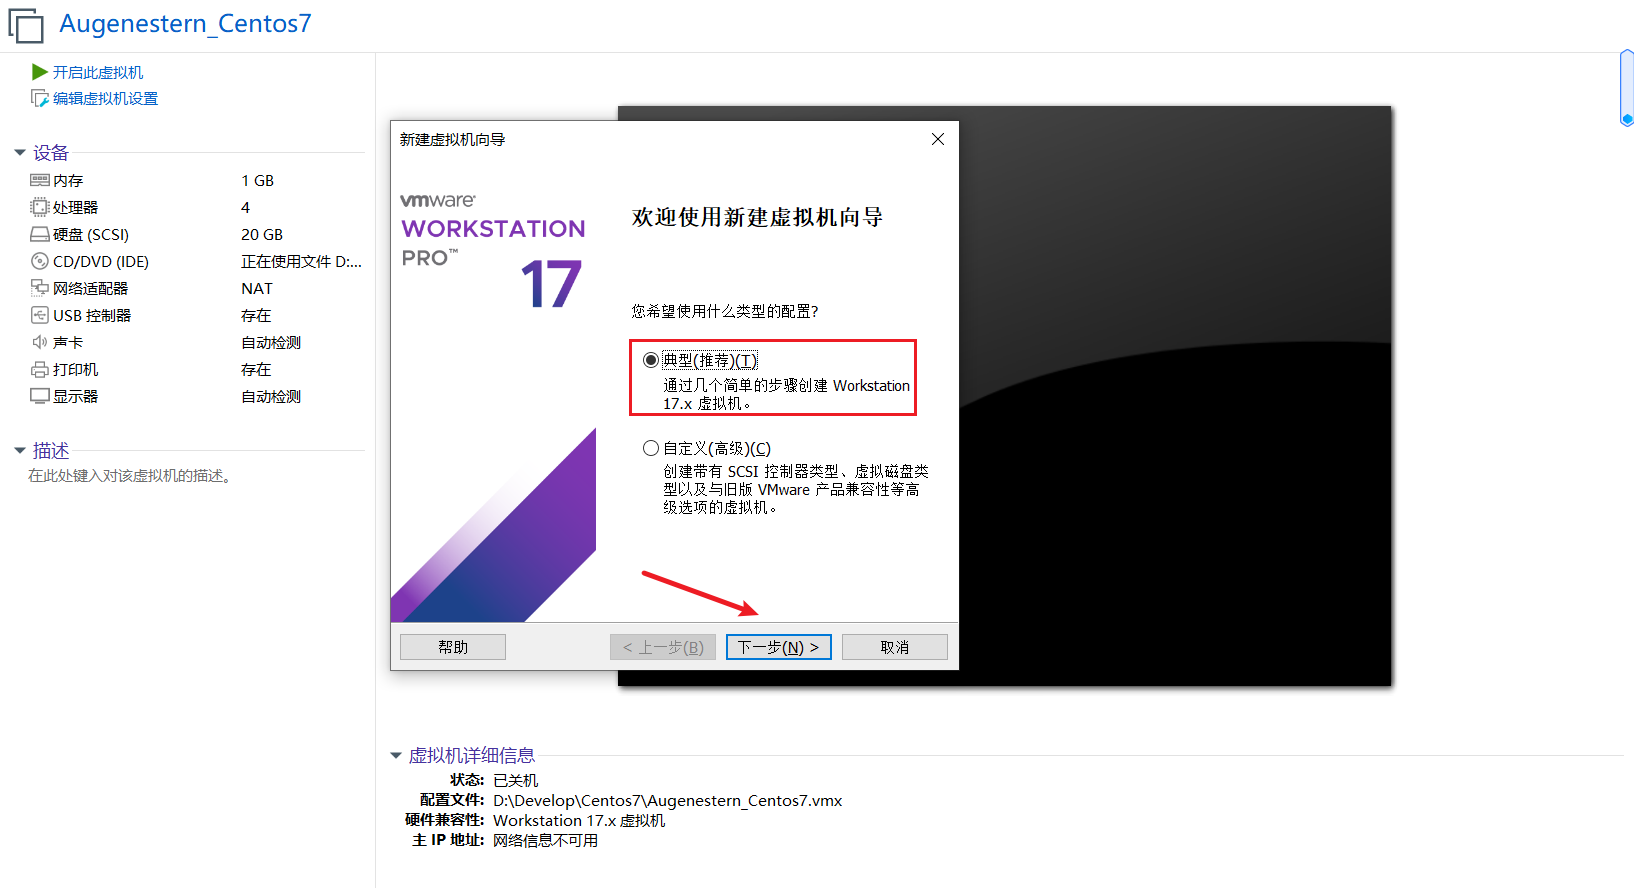 Augenestern_Centos7
开启此虚拟机
编辑虚拟机设置
设备
内存 1 GB
处理器 4
硬盘 (SCSI) 20 GB
CD/DVD (IDE) 正在使用文件 D:...
网络适配器 NAT
USB 控制器 存在
声卡 自动检测
打印机 存在
显示器 自动检测
描述
在此处键入对该虚拟机的描述。
新建虚拟机向导
vmware®
WORKSTATION
PRO™
17
欢迎使用新建虚拟机向导
您希望使用什么类型的配置?
典型(推荐)(T)
通过几个简单的步骤创建 Workstation
17.x 虚拟机。
自定义(高级)(C)
创建带有 SCSI 控制器类型、虚拟磁盘类
型以及与旧版 VMware 产品兼容性等高
级选项的虚拟机。
帮助
< 上一步(B)
下一步(N) >
取消
虚拟机详细信息
状态: 已关机
配置文件: D:\Develop\Centos7\Augenestern_Centos7.vmx
硬件兼容性: Workstation 17.x 虚拟机
主 IP 地址: 网络信息不可用